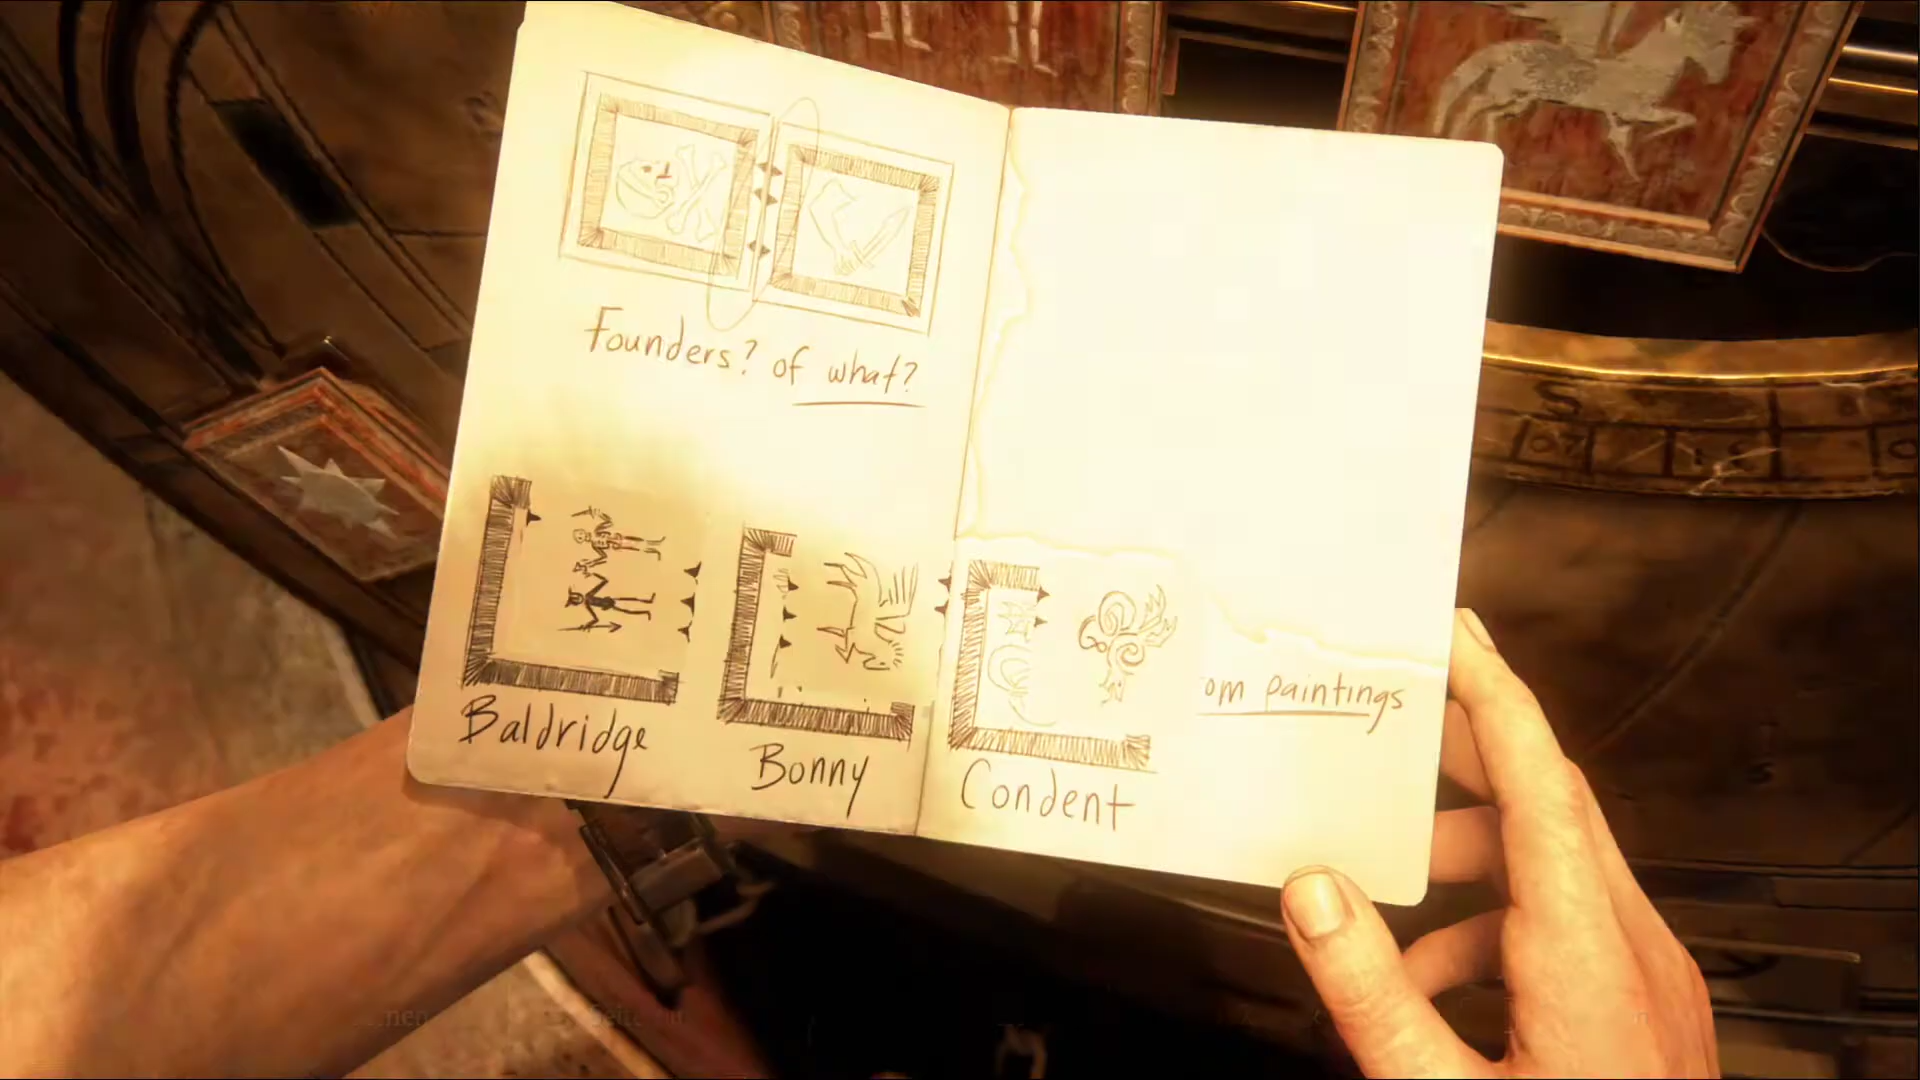 Founders? of what?
om paintings
Baldridge
Bonny
Condent